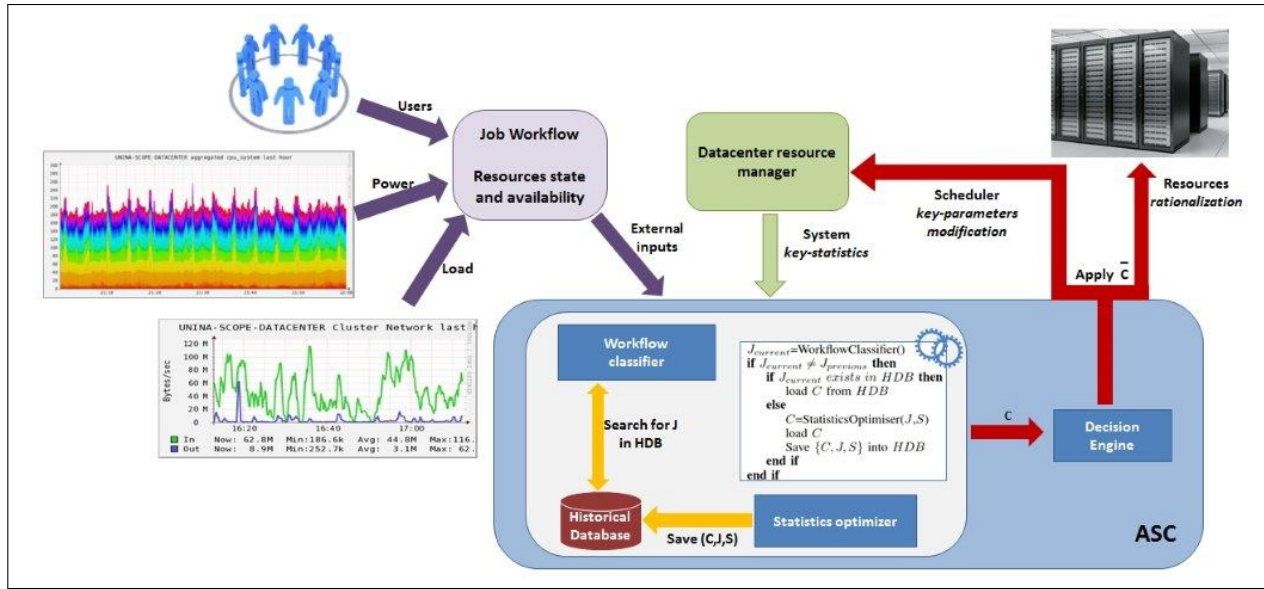 Users
UNINA-SCOPE-DATACENTER aggregated cpu_system last hour
Power
Load
Job Workflow
Resources state
and availability
External
inputs
Datacenter resource
manager
System
key-statistics
Scheduler
key-parameters
modification
Resources
rationalization
Apply C̄
UNINA-SCOPE-DATACENTER Cluster Network last h
Bytes/sec
120 M
100 M
80 M
60 M
40 M
20 M
0
16:20 16:40 17:00
In Now: 62.8M Min:186.6k Avg: 44.8M Max:116.
Out Now: 8.9M Min:252.7k Avg: 3.1M Max: 62.
Workflow
classifier
Search for J
in HDB
Historical
Database
Save (C,J,S)
Statistics optimizer
J_current=WorkflowClassifier()
if J_current ≠ J_previous then
if J_current exists in HDB then
load C from HDB
else
C=StatisticsOptimiser(J,S)
load C
Save {C, J, S} into HDB
end if
end if
C
Decision
Engine
ASC